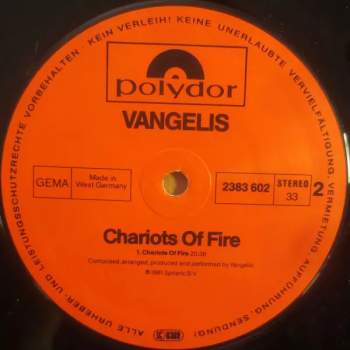 ALLE URHEBER- UND LEISTUNGSSCHUTZRECHTE VORBEHALTEN · KEIN VERLEIH! KEINE UNERLAUBTE VERVIELFÄLTIGUNG, VERMIETUNG, AUFFÜHRUNG, SENDUNG!
polydor
VANGELIS
GEMA
Made in
West Germany
2383 602
STEREO
33
2
Chariots Of Fire
1. Chariots Of Fire 20:38
Composed, arranged, produced and performed by Vangelis
℗ 1981 Spheric B.V.